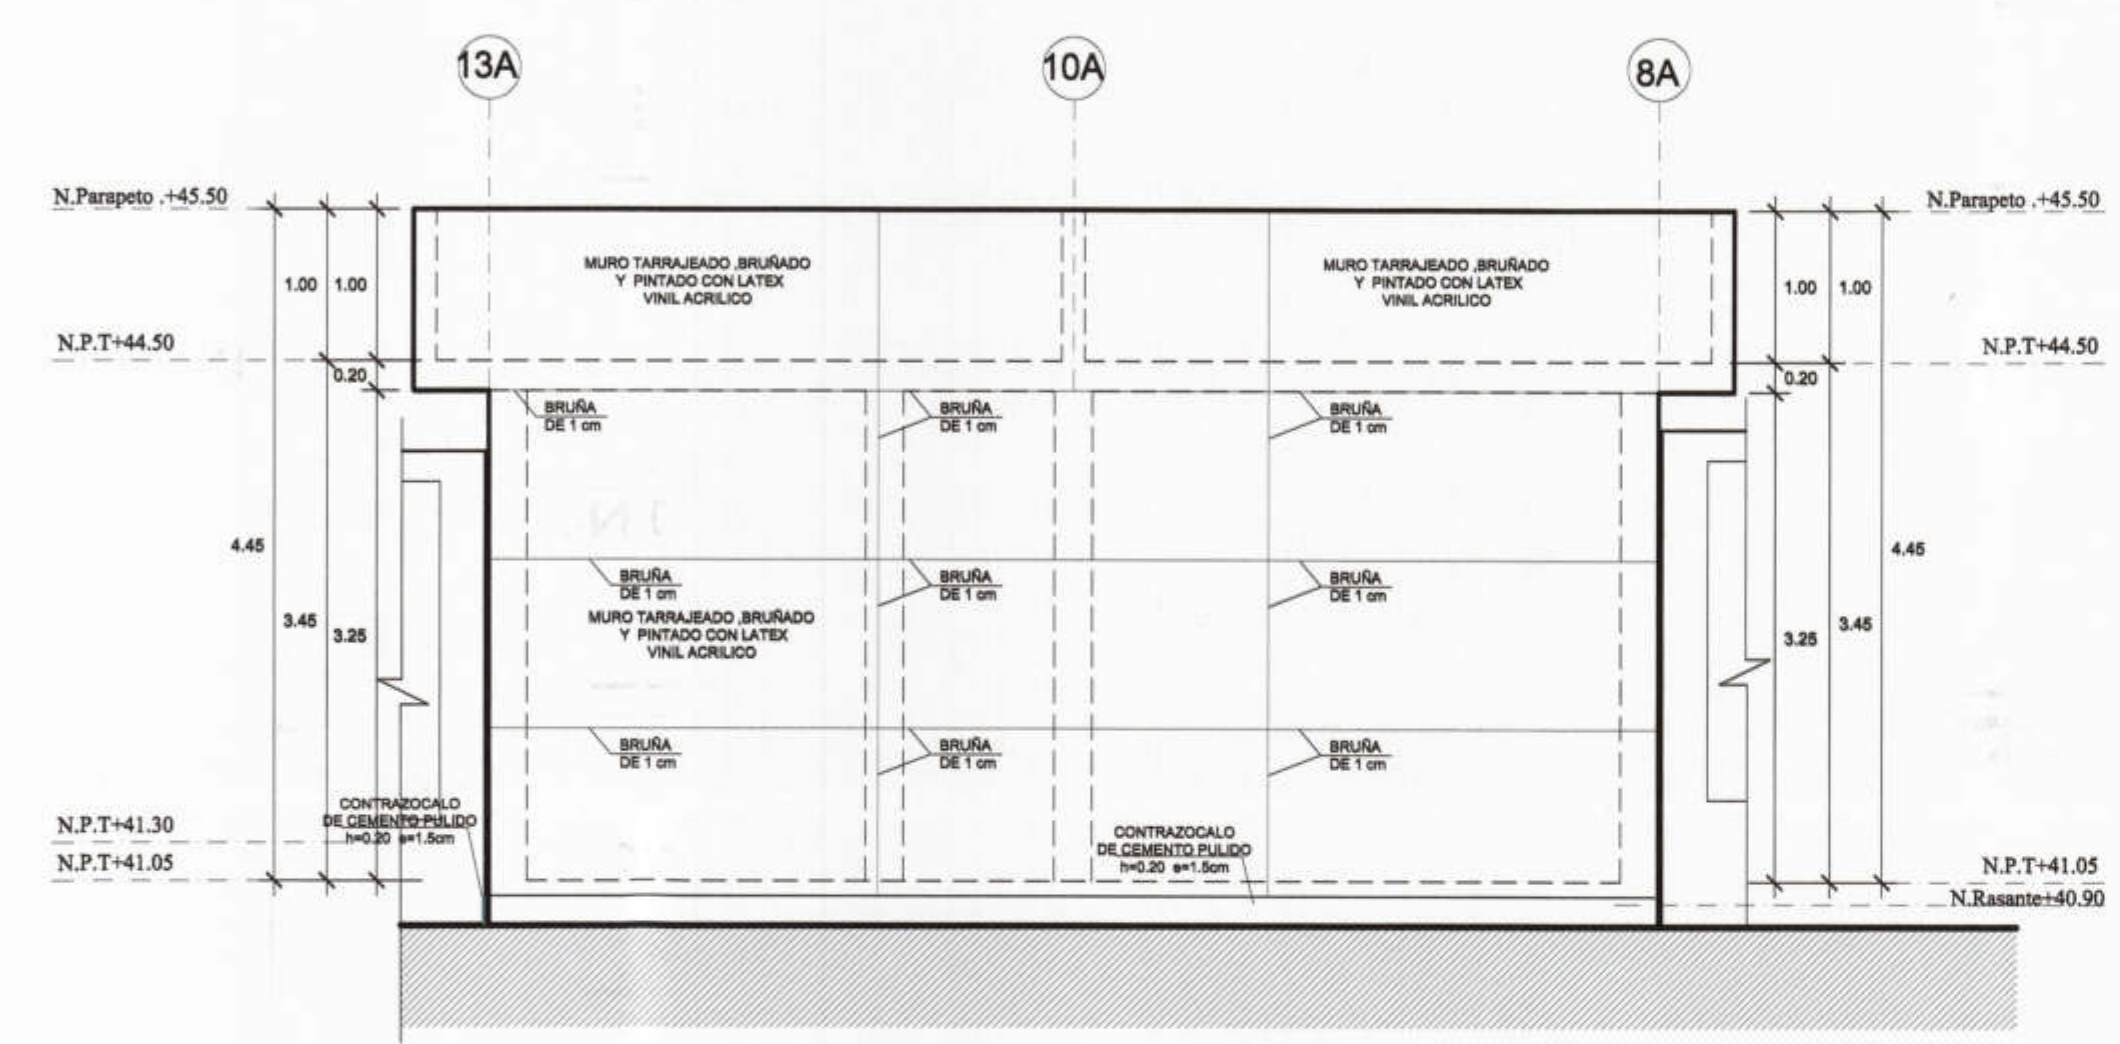 13A
10A
8A
N.Parapeto .+45.50
N.Parapeto .+45.50
MURO TARRAJEADO ,BRUÑADO
Y PINTADO CON LATEX
VINIL ACRILICO
MURO TARRAJEADO ,BRUÑADO
Y PINTADO CON LATEX
VINIL ACRILICO
1.00
1.00
1.00
1.00
N.P.T+44.50
N.P.T+44.50
0.20
0.20
BRUÑA
DE 1 cm
BRUÑA
DE 1 cm
BRUÑA
DE 1 cm
4.45
4.45
BRUÑA
DE 1 cm
BRUÑA
DE 1 cm
BRUÑA
DE 1 cm
3.45
3.25
MURO TARRAJEADO ,BRUÑADO
Y PINTADO CON LATEX
VINIL ACRILICO
3.25
3.45
BRUÑA
DE 1 cm
BRUÑA
DE 1 cm
BRUÑA
DE 1 cm
CONTRAZOCALO
DE CEMENTO PULIDO
h=0.20 e=1.5cm
N.P.T+41.30
N.P.T+41.05
CONTRAZOCALO
DE CEMENTO PULIDO
h=0.20 e=1.5cm
N.P.T+41.05
N.Rasante+40.90